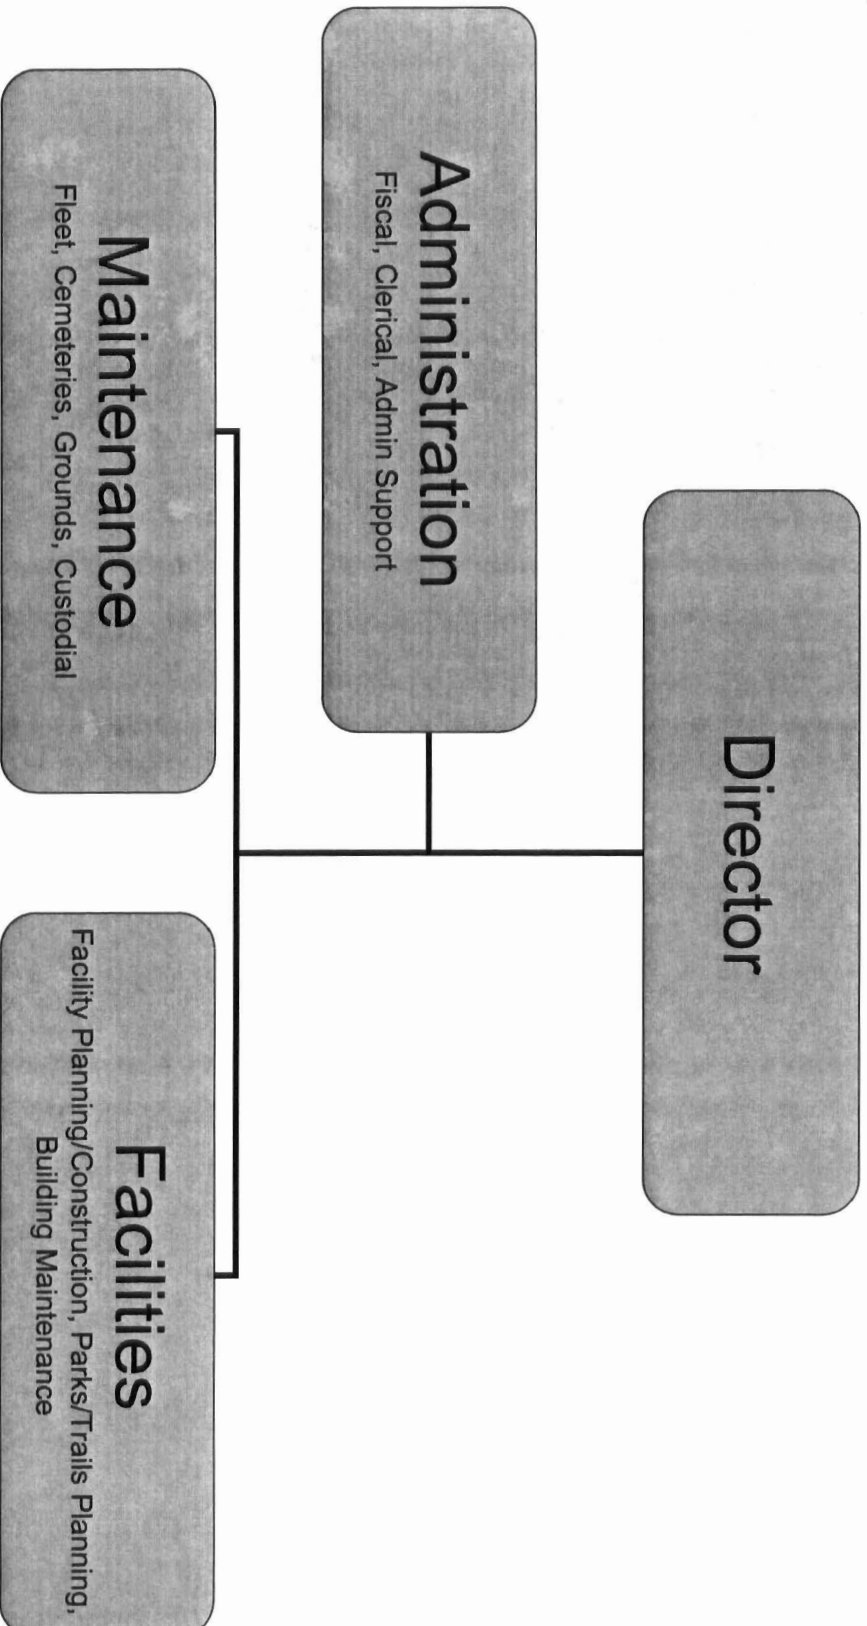 Director
Administration
Fiscal, Clerical, Admin Support
Maintenance
Fleet, Cemeteries, Grounds, Custodial
Facilities
Facility Planning/Construction, Parks/Trails Planning,
Building Maintenance